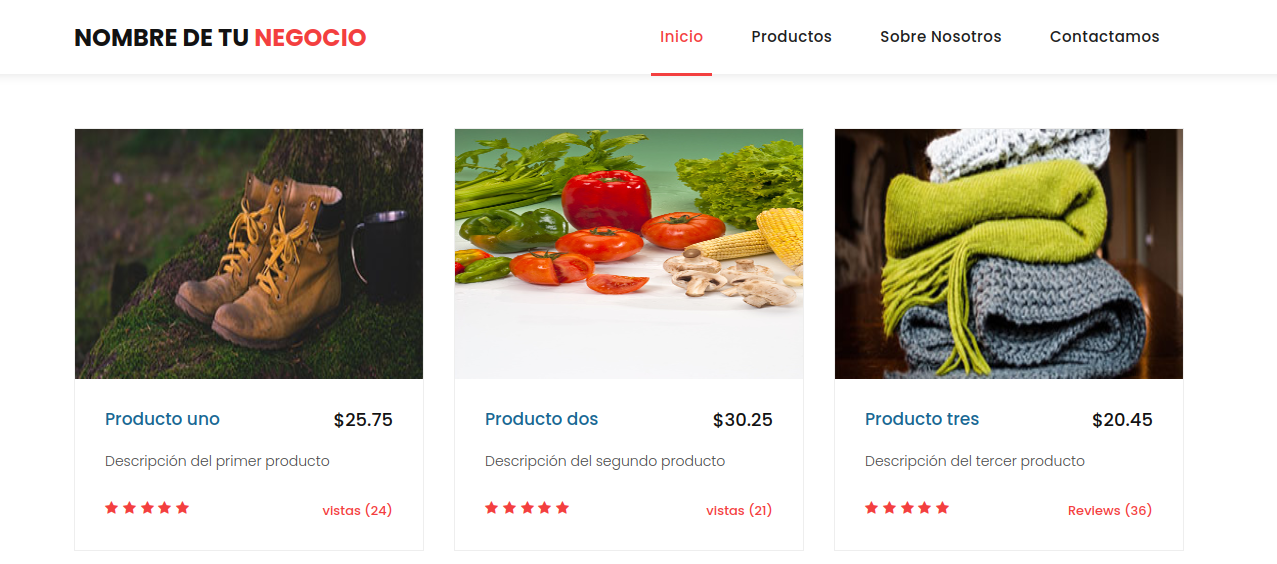 NOMBRE DE TU NEGOCIO
Inicio Productos Sobre Nosotros Contactamos
Producto uno $25.75
Descripción del primer producto
vistas (24)
Producto dos $30.25
Descripción del segundo producto
vistas (21)
Producto tres $20.45
Descripción del tercer producto
Reviews (36)